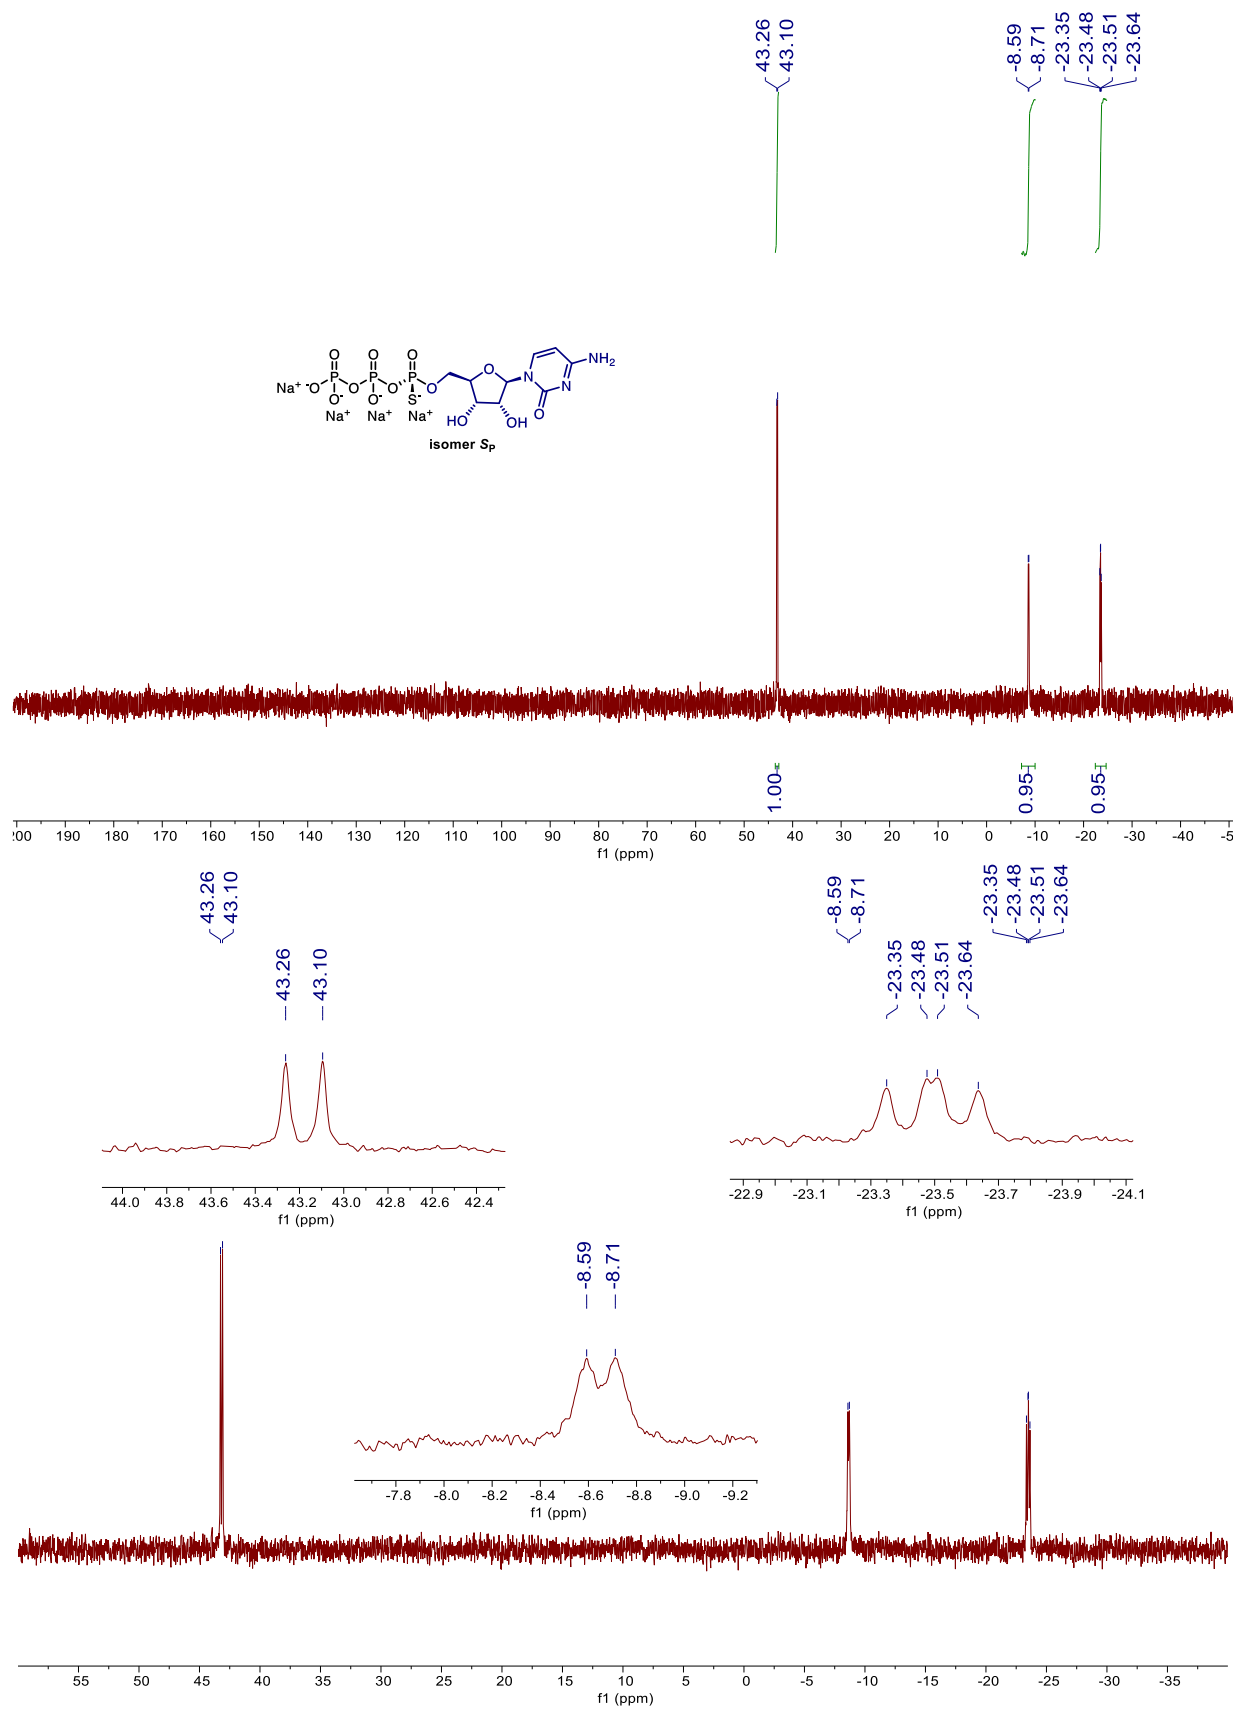 43.26
43.10
-8.59
-8.71
-23.35
-23.48
-23.51
-23.64
O O O
Na⁺ ⁻O P O P O P O O N NH₂
O⁻ O⁻ S⁻ N
Na⁺ Na⁺ Na⁺ HO OH O
isomer Sₚ
1.00
0.95
0.95
200 190 180 170 160 150 140 130 120 110 100 90 80 70 60 50 40 30 20 10 0 -10 -20 -30 -40 -5
f1 (ppm)
43.26
43.10
-8.59
-8.71
-23.35
-23.48
-23.51
-23.64
43.26
43.10
-23.35
-23.48
-23.51
-23.64
44.0 43.8 43.6 43.4 43.2 43.0 42.8 42.6 42.4
f1 (ppm)
-22.9 -23.1 -23.3 -23.5 -23.7 -23.9 -24.1
f1 (ppm)
-8.59
-8.71
-7.8 -8.0 -8.2 -8.4 -8.6 -8.8 -9.0 -9.2
f1 (ppm)
55 50 45 40 35 30 25 20 15 10 5 0 -5 -10 -15 -20 -25 -30 -35
f1 (ppm)